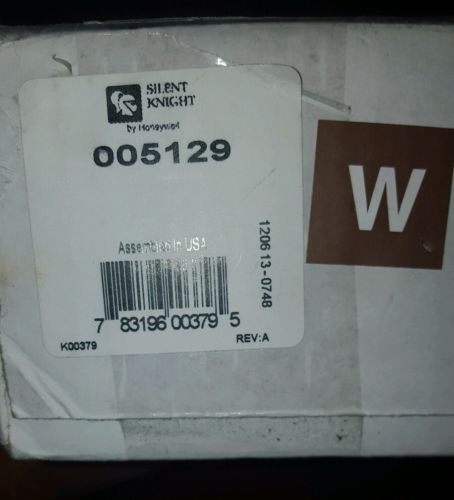 SILENT
KNIGHT
by Honeywell
005129
Assembled in USA
120613-0748
7 83196 00379 5
K00379
REV:A
W